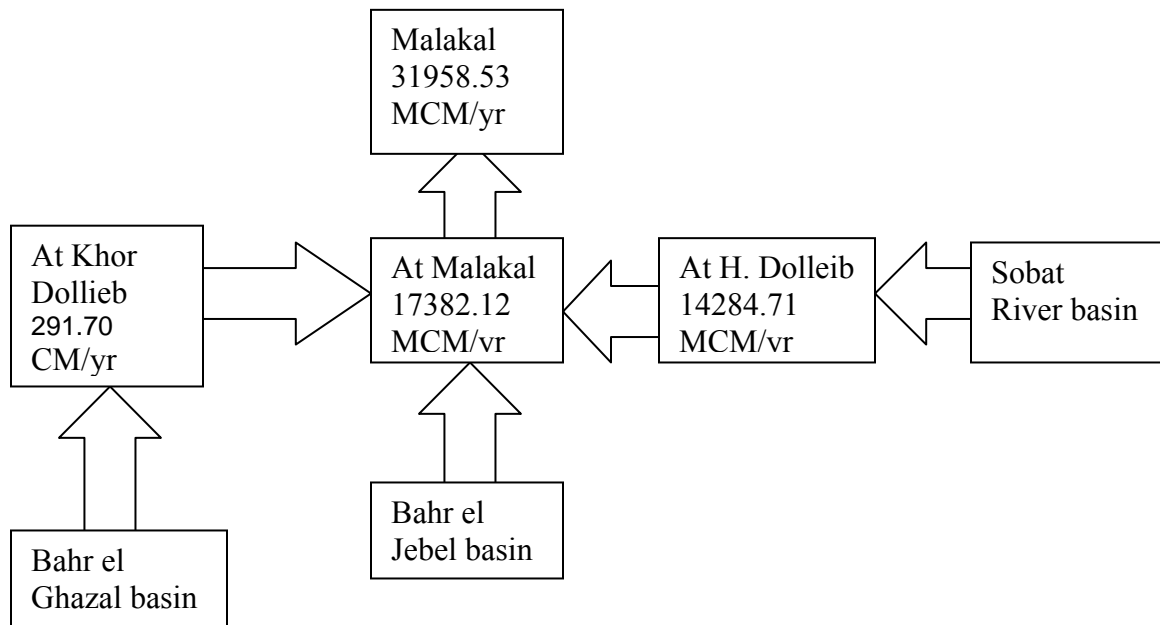 Malakal
31958.53
MCM/yr
At Khor
Dollieb
291.70
CM/yr
At Malakal
17382.12
MCM/vr
At H. Dolleib
14284.71
MCM/vr
Sobat
River basin
Bahr el
Jebel basin
Bahr el
Ghazal basin